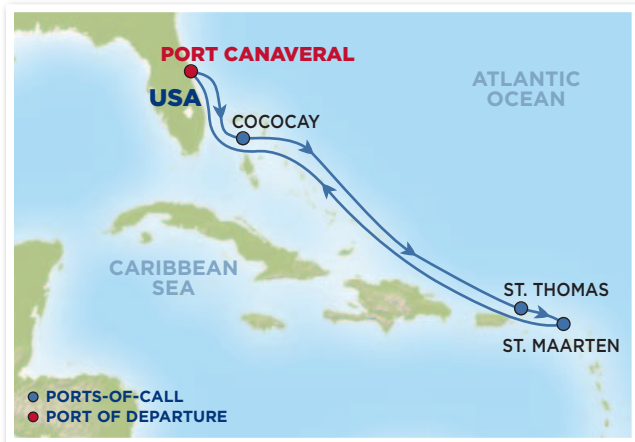 PORT CANAVERAL
USA
ATLANTIC
OCEAN
COCOCAY
CARIBBEAN
SEA
ST. THOMAS
ST. MAARTEN
PORTS-OF-CALL
PORT OF DEPARTURE